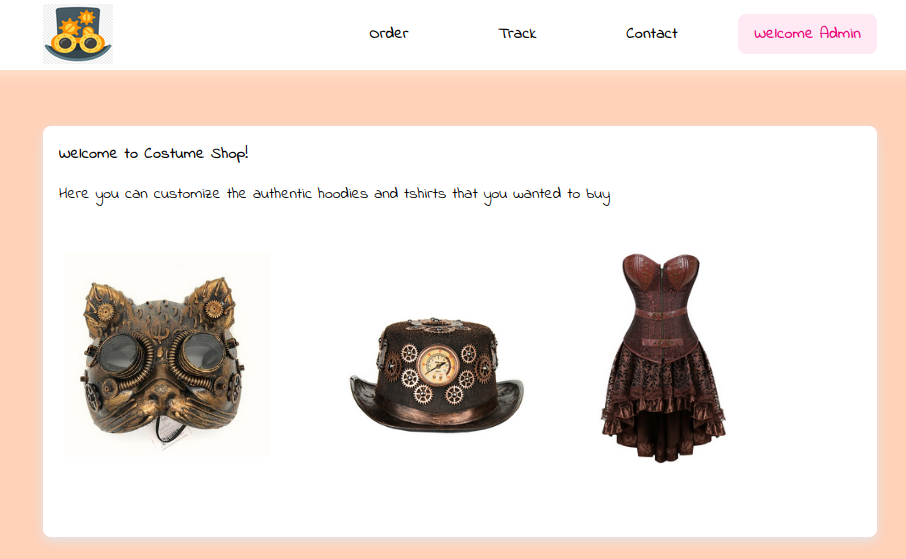 Order
Track
Contact
Welcome Admin
Welcome to Costume Shop!
Here you can customize the authentic hoodies and tshirts that you wanted to buy